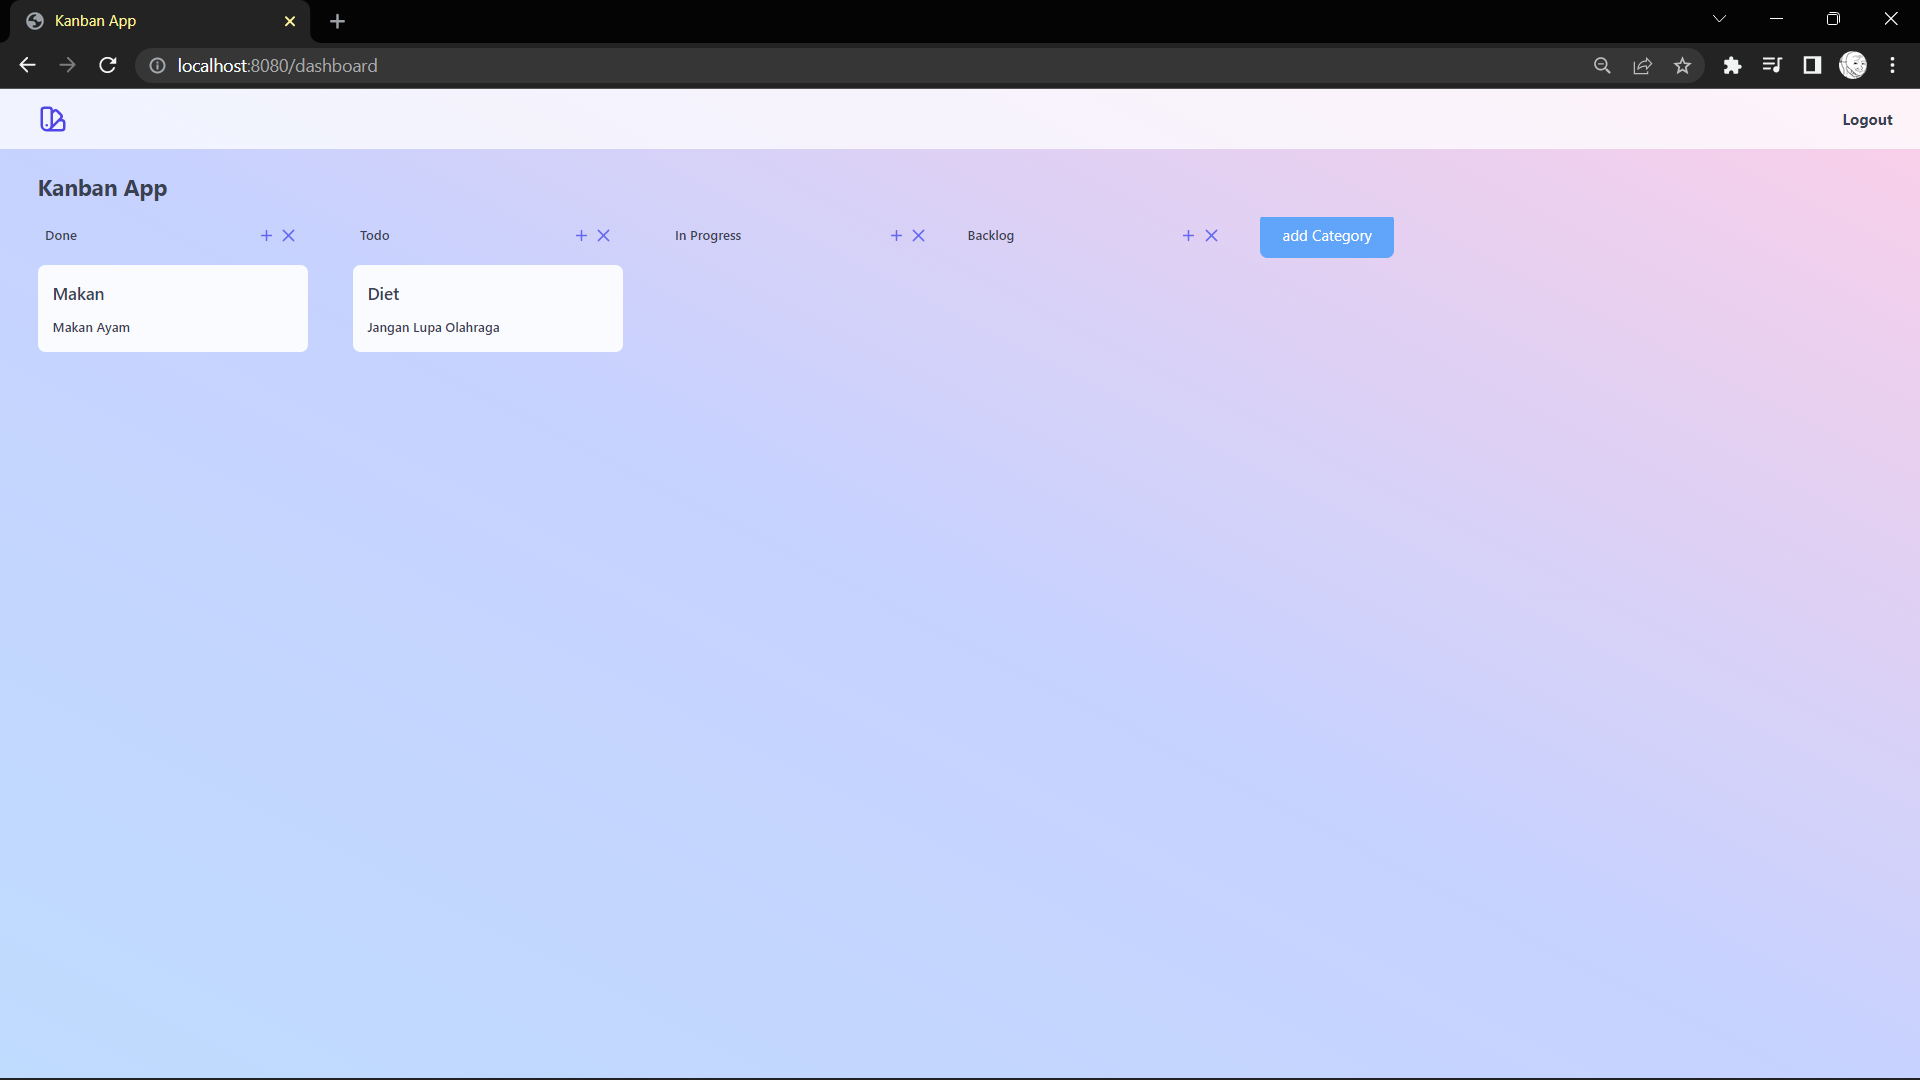 Kanban App
localhost:8080/dashboard
Logout
Kanban App
Done
Todo
In Progress
Backlog
add Category
Makan
Makan Ayam
Diet
Jangan Lupa Olahraga